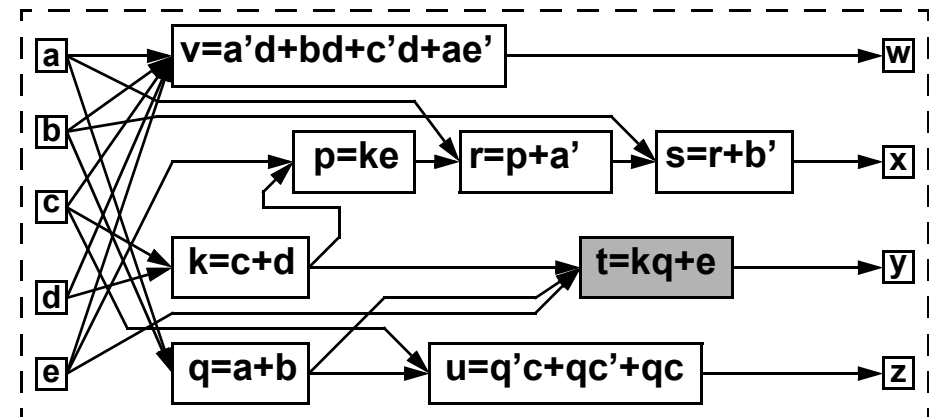 a
v=a’d+bd+c’d+ae’
w
b
p=ke
r=p+a’
s=r+b’
x
c
k=c+d
t=kq+e
y
d
q=a+b
u=q’c+qc’+qc
z
e